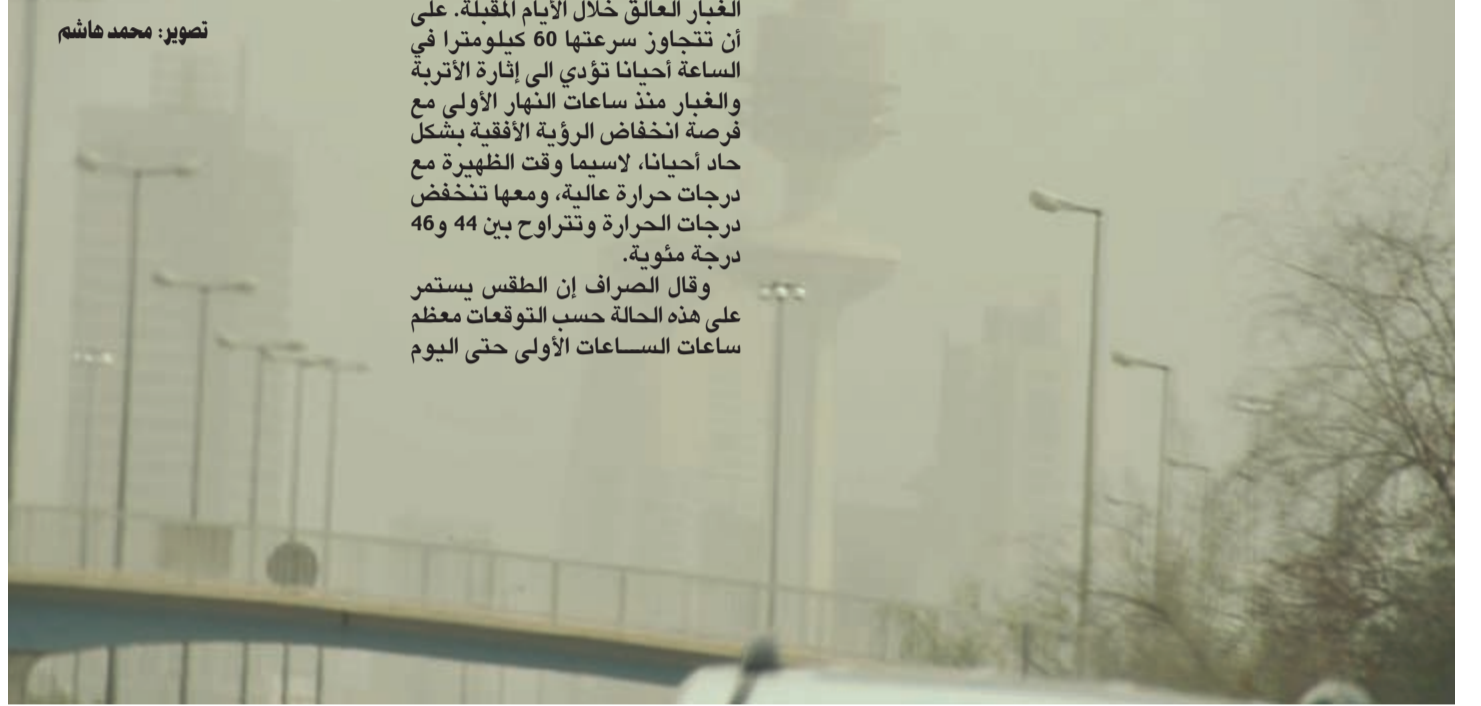 تصوير: محمد هاشم
الغبار العالق خلال الأيام المقبلة. على
أن تتجاوز سرعتها 60 كيلومترا في
الساعة أحيانا تؤدي الى إثارة الأتربة
والغبار منذ ساعات النهار الأولى مع
فرصة انخفاض الرؤية الأفقية بشكل
حاد أحيانا، لاسيما وقت الظهيرة مع
درجات حرارة عالية، ومعها تنخفض
درجات الحرارة وتتراوح بين 44 و46
درجة مئوية.
وقال الصراف إن الطقس يستمر
على هذه الحالة حسب التوقعات معظم
ساعات الســاعات الأولى حتى اليوم